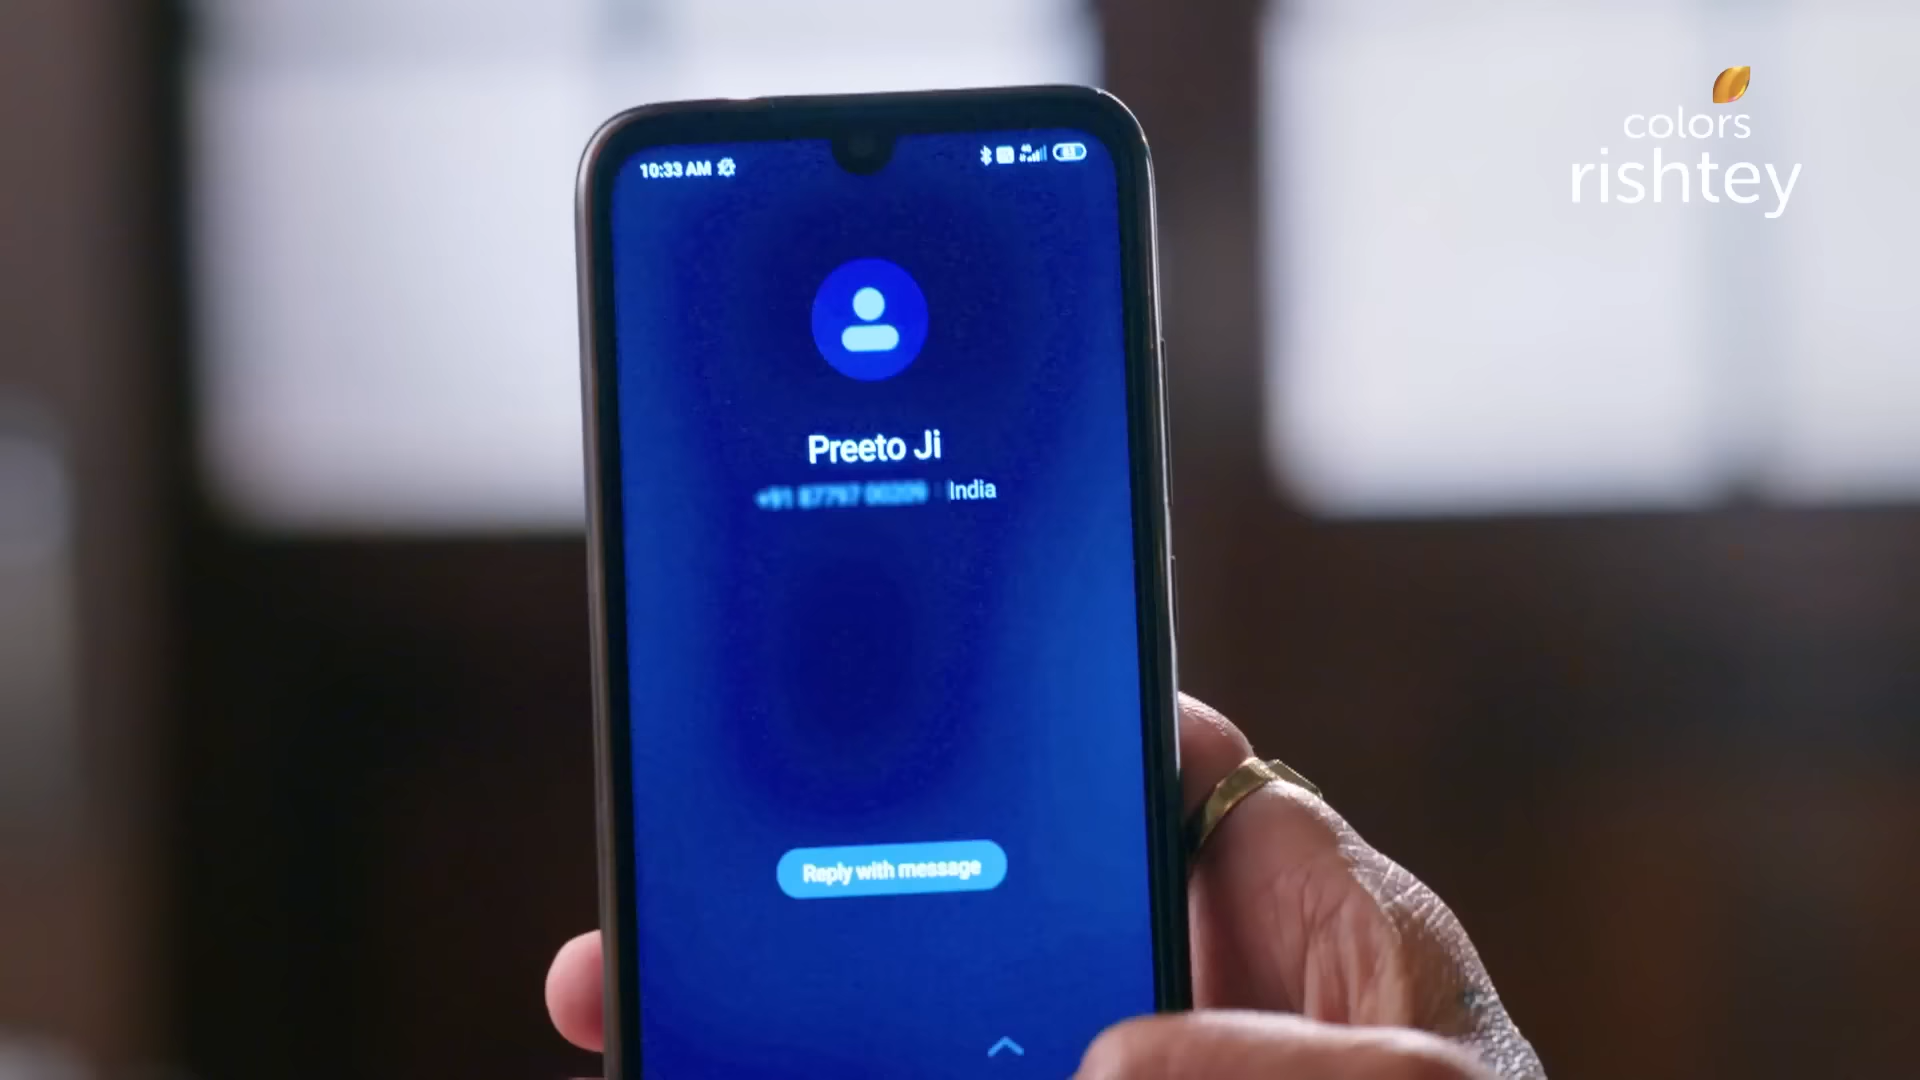 colors
rishtey
10:33 AM
Preeto Ji
India
Reply with message